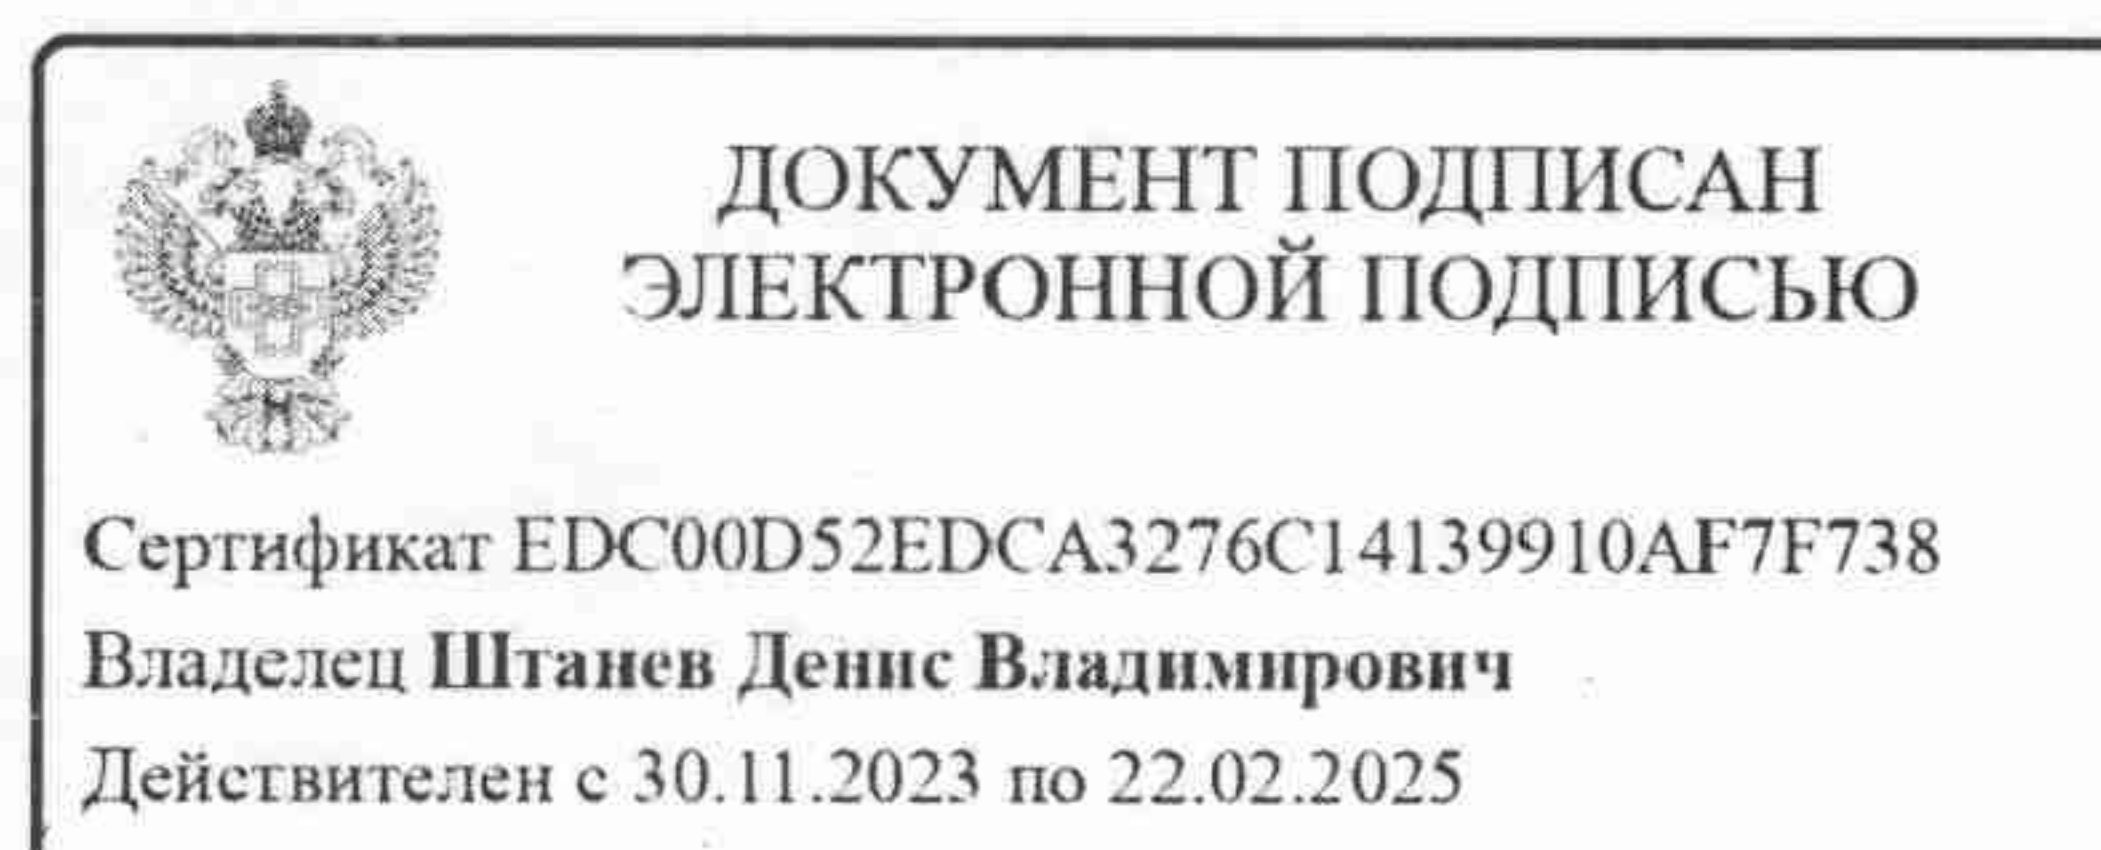 ДОКУМЕНТ ПОДПИСАН
ЭЛЕКТРОННОЙ ПОДПИСЬЮ
Сертификат EDC00D52EDCA3276C14139910AF7F738
Владелец Штанев Денис Владимирович
Действителен с 30.11.2023 по 22.02.2025